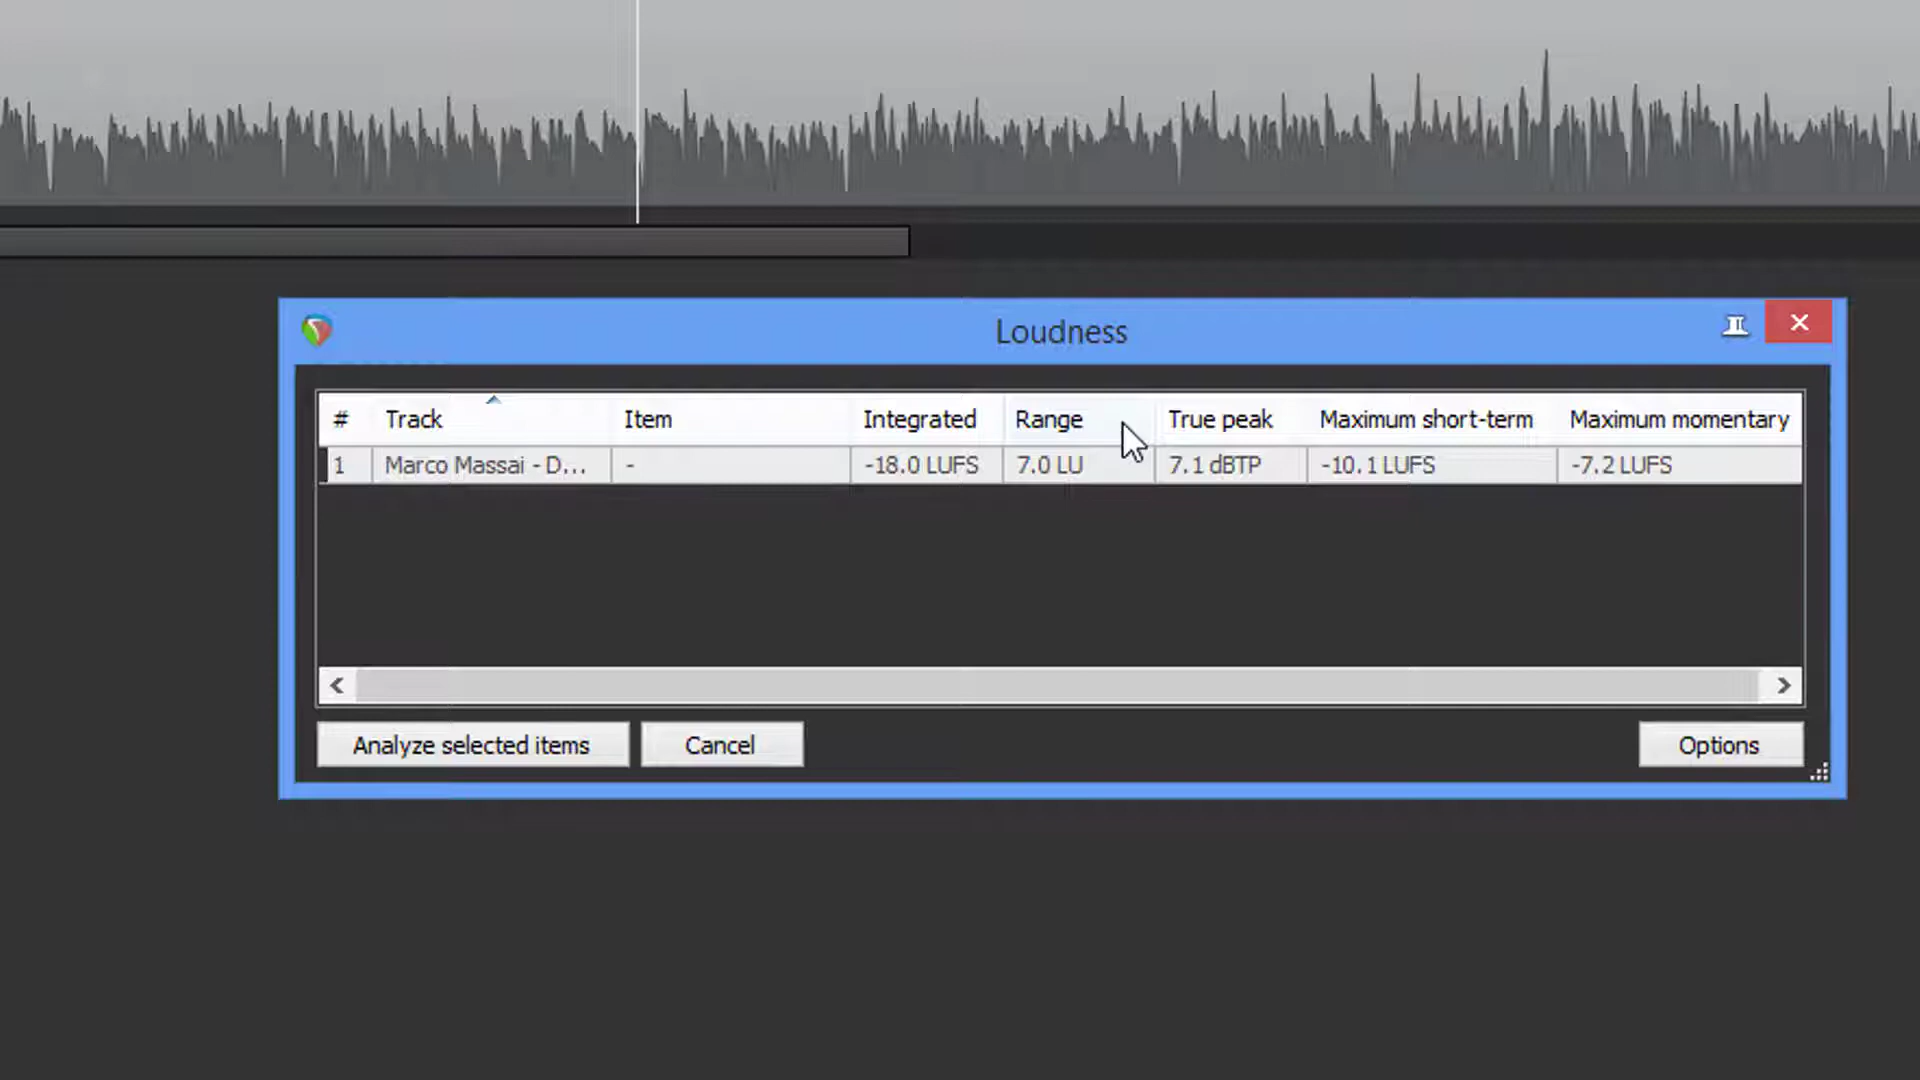 Loudness
# Track Item Integrated Range True peak Maximum short-term Maximum momentary
1 Marco Massai - D... - -18.0 LUFS 7.0 LU 7.1 dBTP -10.1 LUFS -7.2 LUFS
Analyze selected items Cancel Options